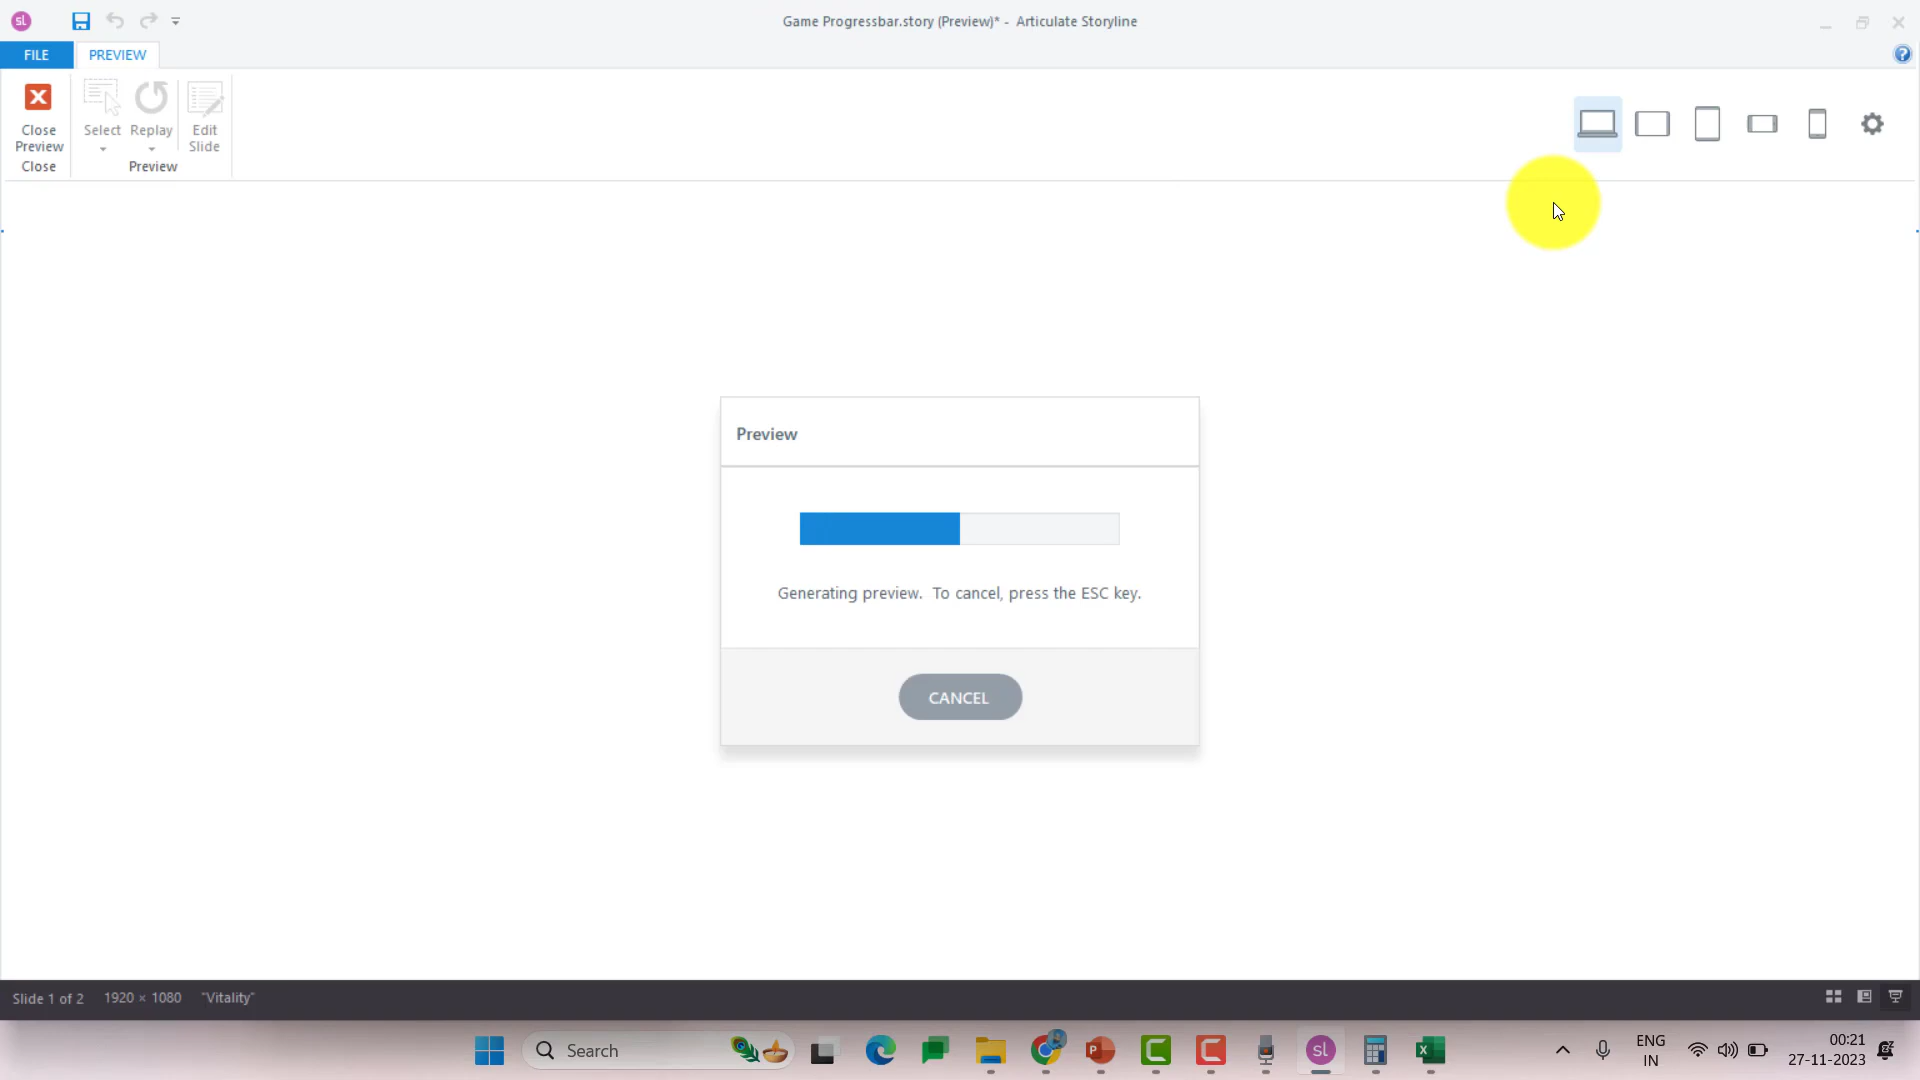 sl
Game Progressbar.story (Preview)* - Articulate Storyline
FILE
PREVIEW
?
Close
Preview
Select
Replay
Edit
Slide
Close
Preview
Preview
Generating preview. To cancel, press the ESC key.
CANCEL
Slide 1 of 2
1920 × 1080
"Vitality"
Search
P
sl
X
ENG
IN
00:21
27-11-2023